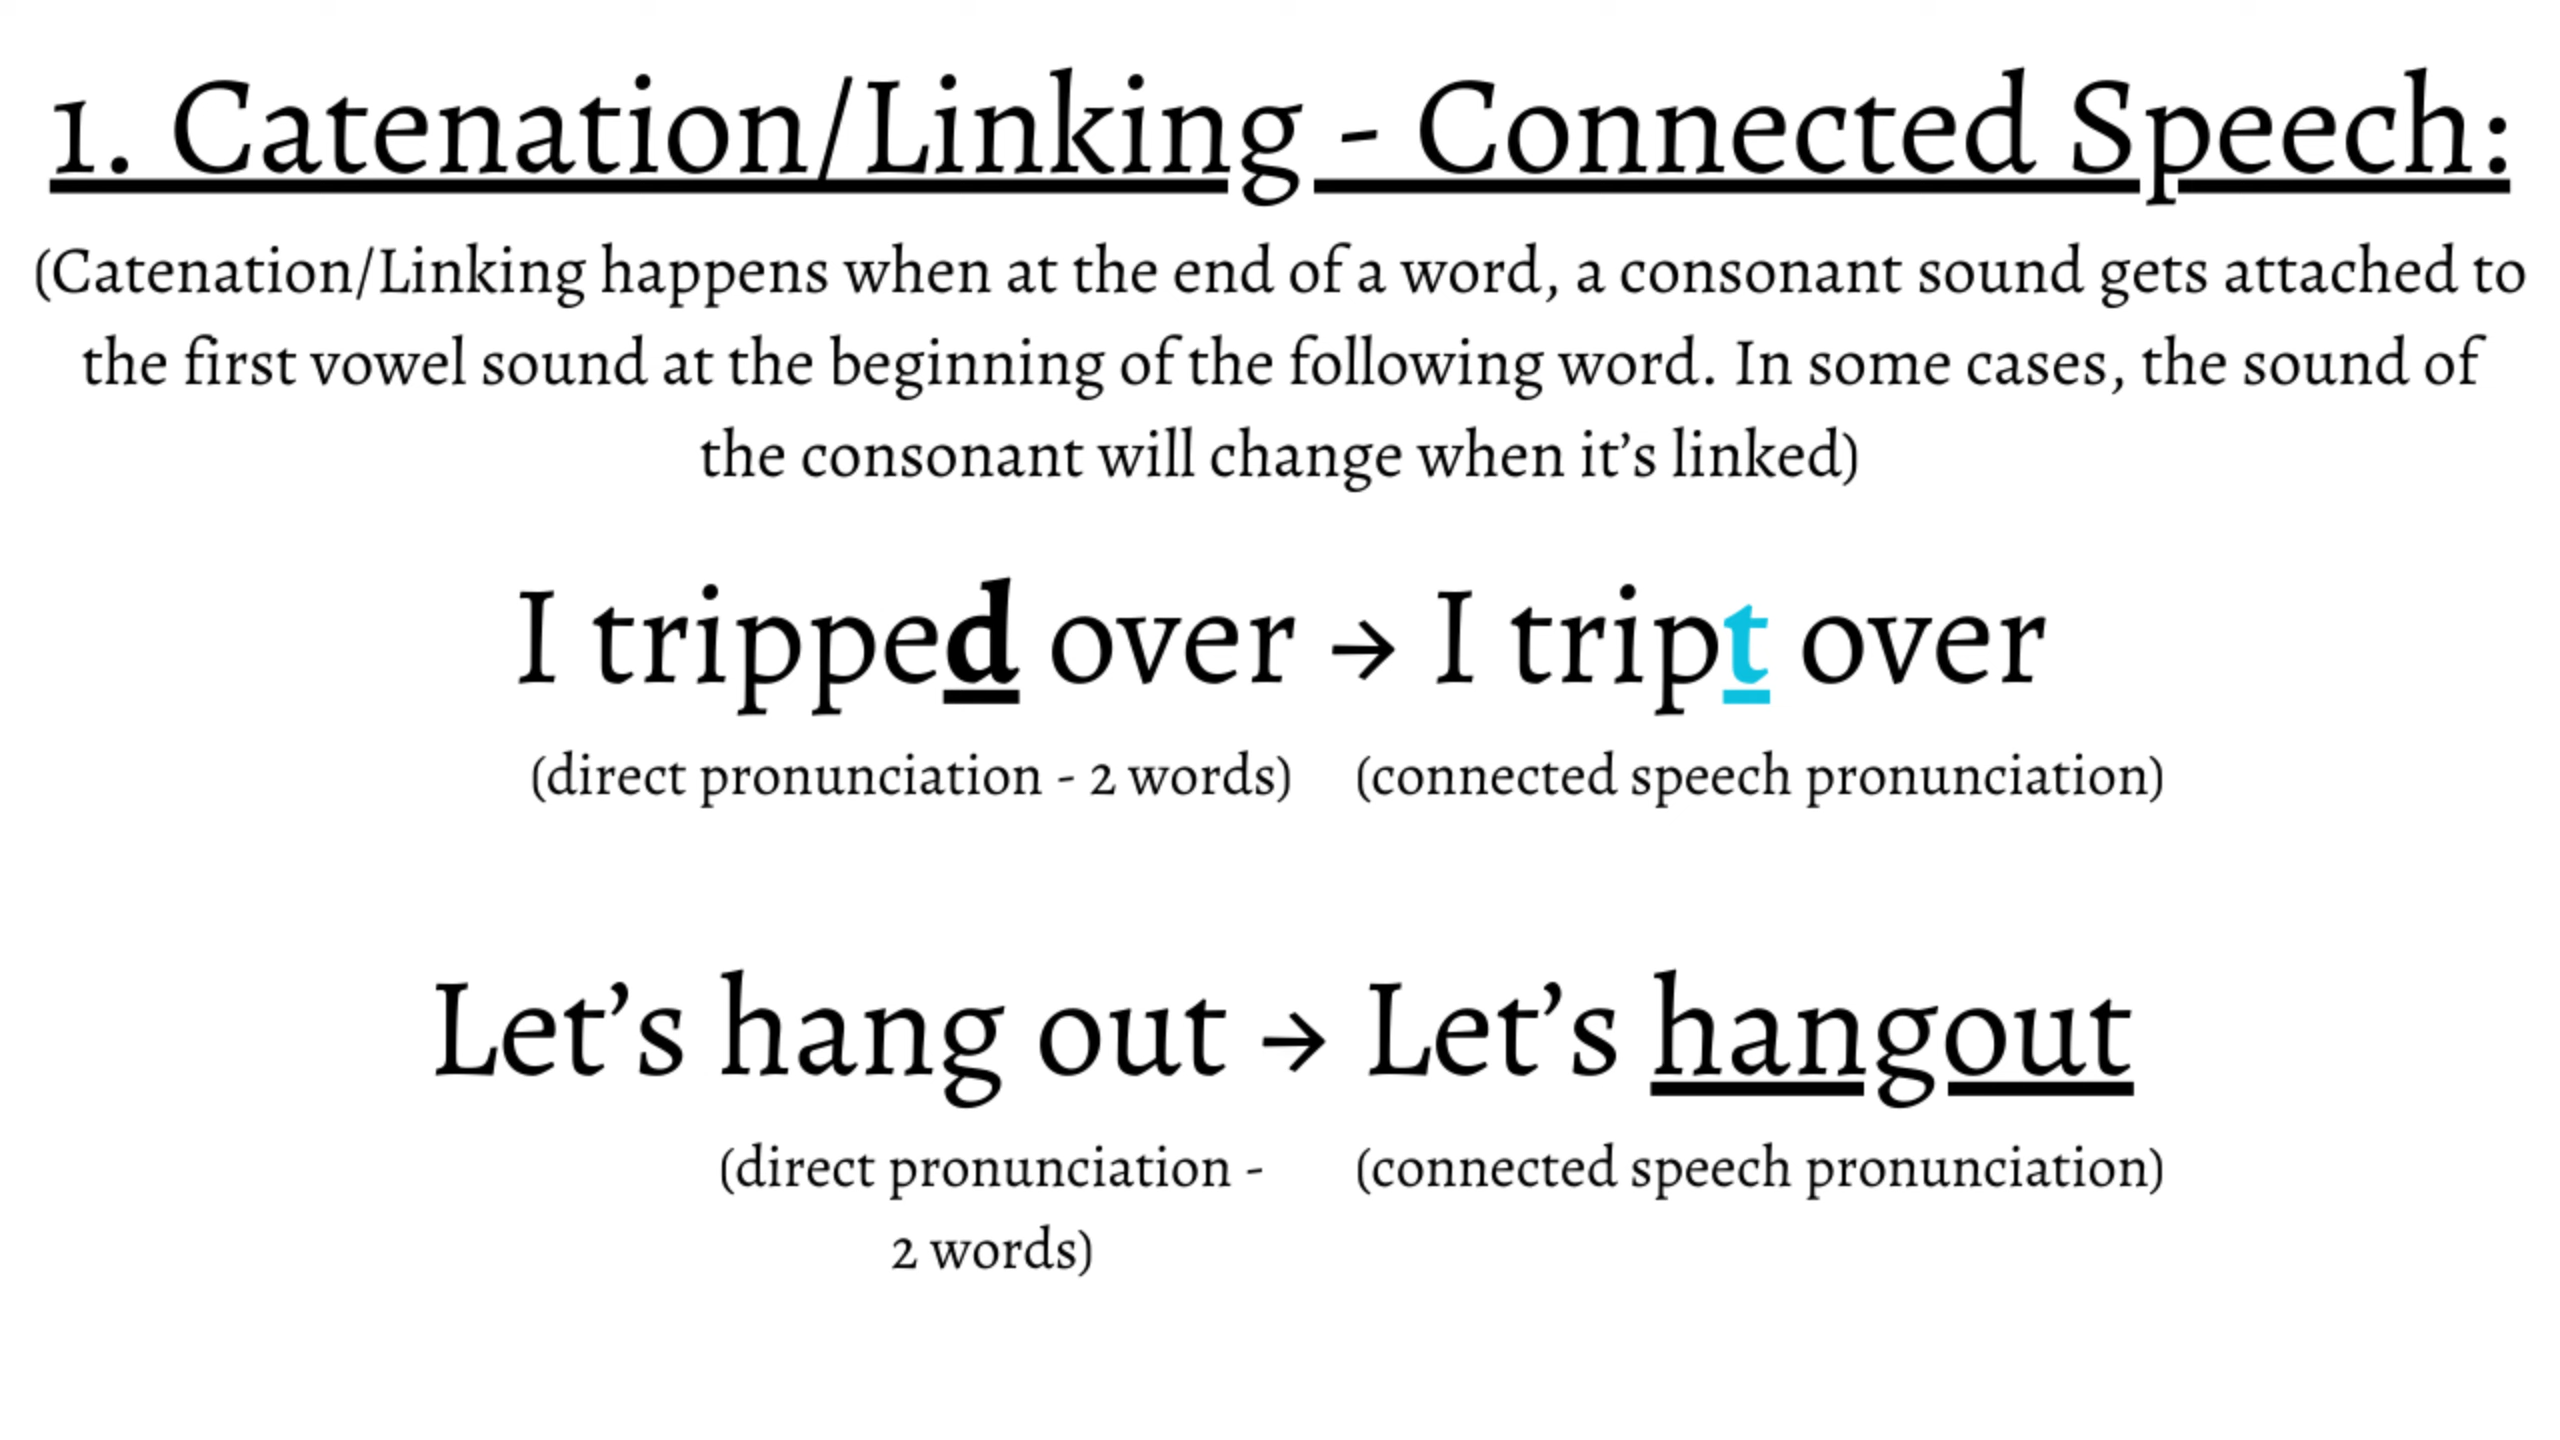 1. Catenation/Linking - Connected Speech:
(Catenation/Linking happens when at the end of a word, a consonant sound gets attached to
the first vowel sound at the beginning of the following word. In some cases, the sound of
the consonant will change when it’s linked)
I tripped over → I tript over
(direct pronunciation - 2 words) (connected speech pronunciation)
Let’s hang out → Let’s hangout
(direct pronunciation - (connected speech pronunciation)
2 words)